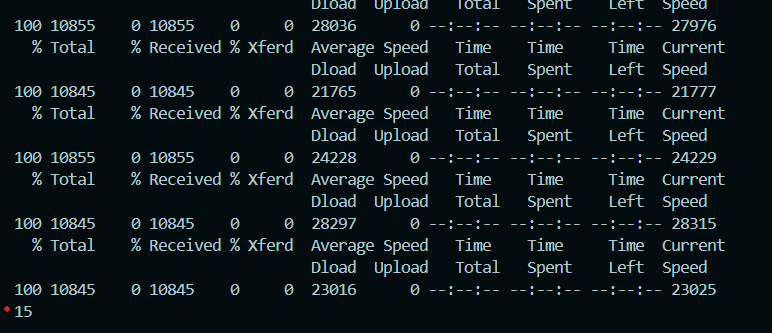 Dload Upload Total Spent Left Speed
100 10855 0 10855 0 0 28036 0 --:--:-- --:--:-- --:--:-- 27976
% Total % Received % Xferd Average Speed Time Time Time Current
Dload Upload Total Spent Left Speed
100 10845 0 10845 0 0 21765 0 --:--:-- --:--:-- --:--:-- 21777
% Total % Received % Xferd Average Speed Time Time Time Current
Dload Upload Total Spent Left Speed
100 10855 0 10855 0 0 24228 0 --:--:-- --:--:-- --:--:-- 24229
% Total % Received % Xferd Average Speed Time Time Time Current
Dload Upload Total Spent Left Speed
100 10845 0 10845 0 0 28297 0 --:--:-- --:--:-- --:--:-- 28315
% Total % Received % Xferd Average Speed Time Time Time Current
Dload Upload Total Spent Left Speed
100 10845 0 10845 0 0 23016 0 --:--:-- --:--:-- --:--:-- 23025
15